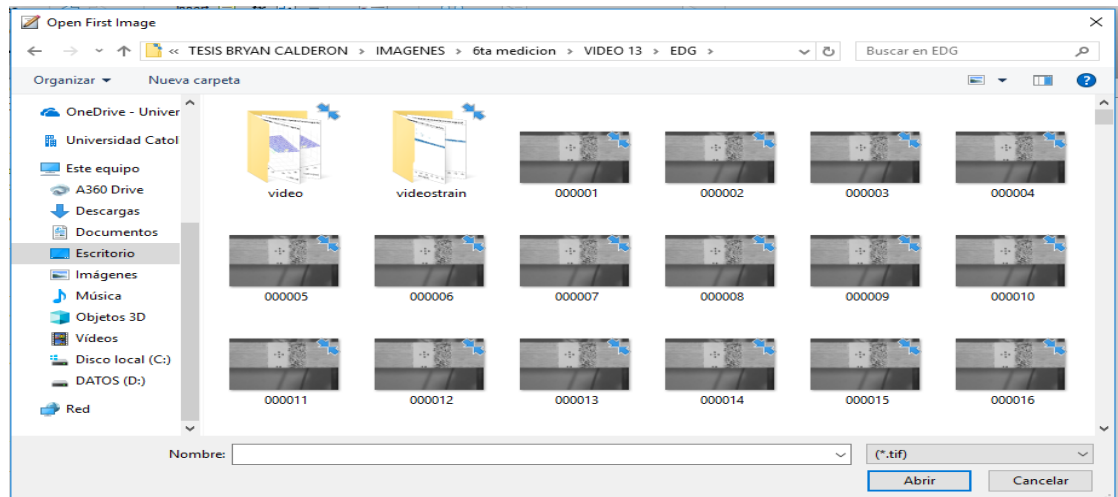 Open First Image
« TESIS BRYAN CALDERON > IMAGENES > 6ta medicion > VIDEO 13 > EDG >
Buscar en EDG
Organizar
Nueva carpeta
OneDrive - Univer
Universidad Catol
Este equipo
A360 Drive
Descargas
Documentos
Escritorio
Imágenes
Música
Objetos 3D
Vídeos
Disco local (C:)
DATOS (D:)
Red
video
videostrain
000001
000002
000003
000004
000005
000006
000007
000008
000009
000010
000011
000012
000013
000014
000015
000016
Nombre:
(*.tif)
Abrir
Cancelar